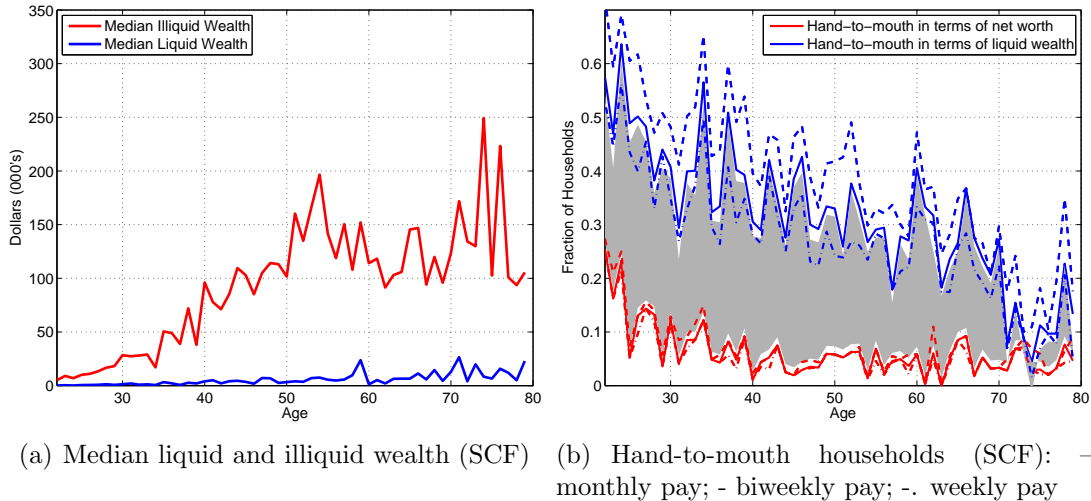 350
300
250
200
150
100
50
0
Dollars (000's)
Median Illiquid Wealth
Median Liquid Wealth
30 40 50 60 70 80
Age
0.6
0.5
0.4
0.3
0.2
0.1
0
Fraction of Households
Hand-to-mouth in terms of net worth
Hand-to-mouth in terms of liquid wealth
30 40 50 60 70 80
Age
(a) Median liquid and illiquid wealth (SCF)
(b) Hand-to-mouth households (SCF): –
monthly pay; - biweekly pay; -. weekly pay